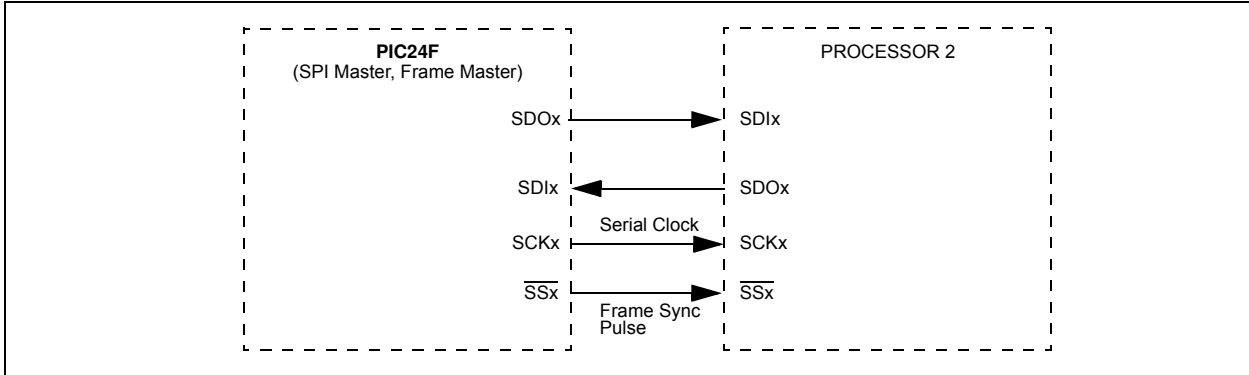 PIC24F
(SPI Master, Frame Master)
PROCESSOR 2
SDOx
SDIx
SDIx
SDOx
Serial Clock
SCKx
SCKx
SSx
SSx
Frame Sync
Pulse